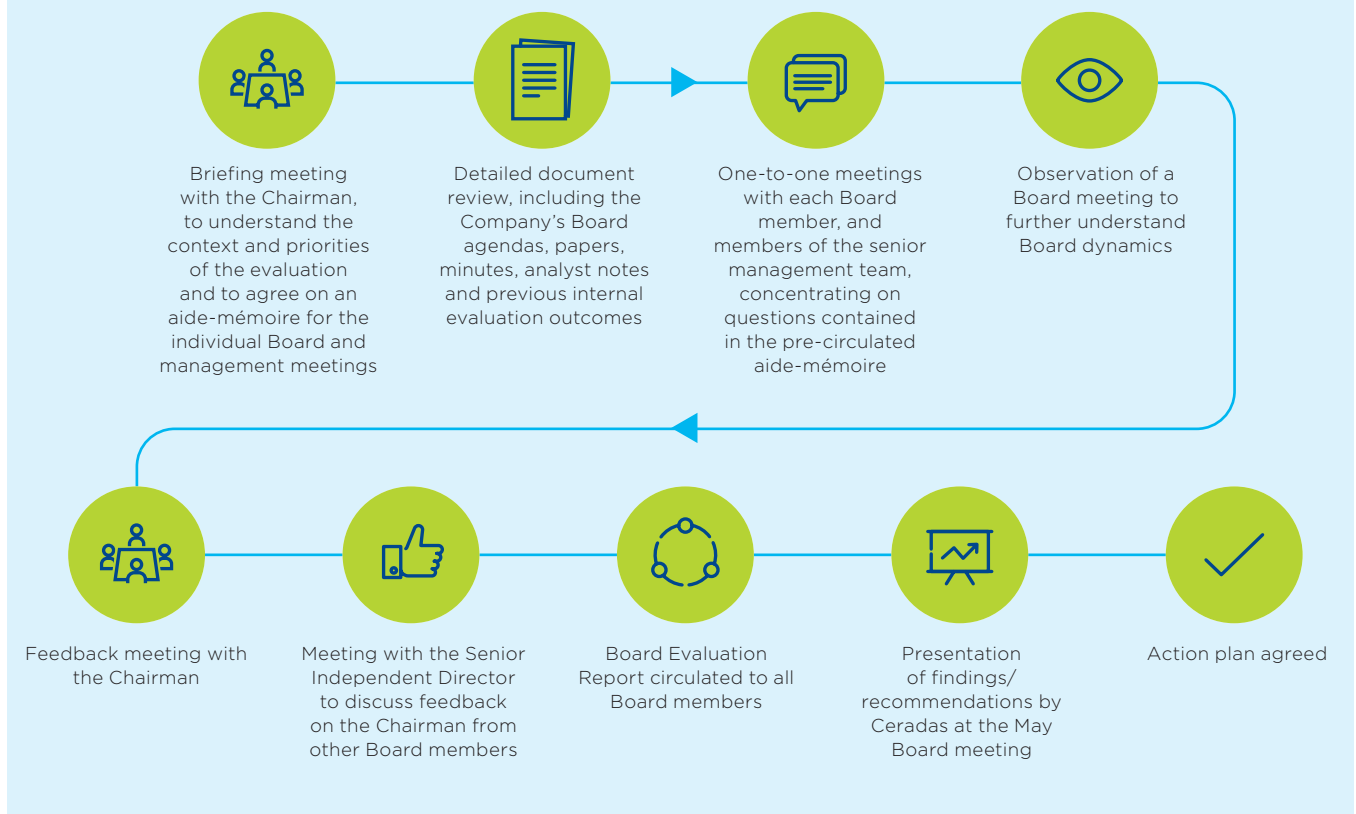 Briefing meeting
with the Chairman,
to understand the
context and priorities
of the evaluation
and to agree on an
aide-mémoire for the
individual Board and
management meetings
Detailed document
review, including the
Company’s Board
agendas, papers,
minutes, analyst notes
and previous internal
evaluation outcomes
One-to-one meetings
with each Board
member, and
members of the senior
management team,
concentrating on
questions contained
in the pre-circulated
aide-mémoire
Observation of a
Board meeting to
further understand
Board dynamics
Feedback meeting with
the Chairman
Meeting with the Senior
Independent Director
to discuss feedback
on the Chairman from
other Board members
Board Evaluation
Report circulated to all
Board members
Presentation
of findings/
recommendations by
Ceradas at the May
Board meeting
Action plan agreed